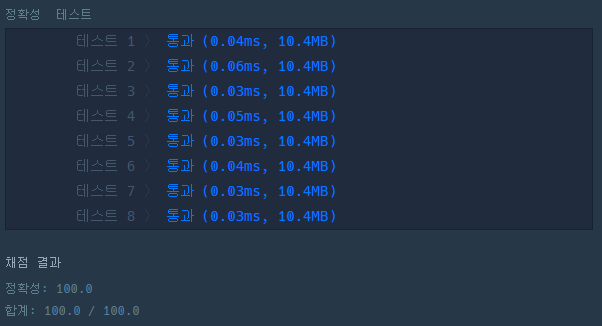 정확성 테스트
테스트 1 〉 통과 (0.04ms, 10.4MB)
테스트 2 〉 통과 (0.06ms, 10.4MB)
테스트 3 〉 통과 (0.03ms, 10.4MB)
테스트 4 〉 통과 (0.05ms, 10.4MB)
테스트 5 〉 통과 (0.03ms, 10.4MB)
테스트 6 〉 통과 (0.04ms, 10.4MB)
테스트 7 〉 통과 (0.03ms, 10.4MB)
테스트 8 〉 통과 (0.03ms, 10.4MB)
채점 결과
정확성: 100.0
합계: 100.0 / 100.0